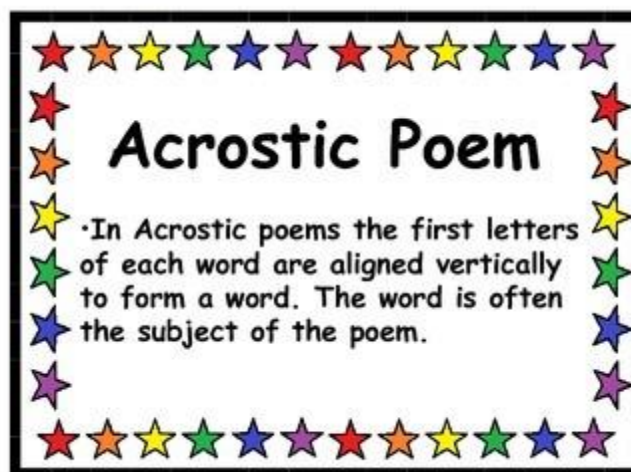 Acrostic Poem
•In Acrostic poems the first letters
of each word are aligned vertically
to form a word. The word is often
the subject of the poem.